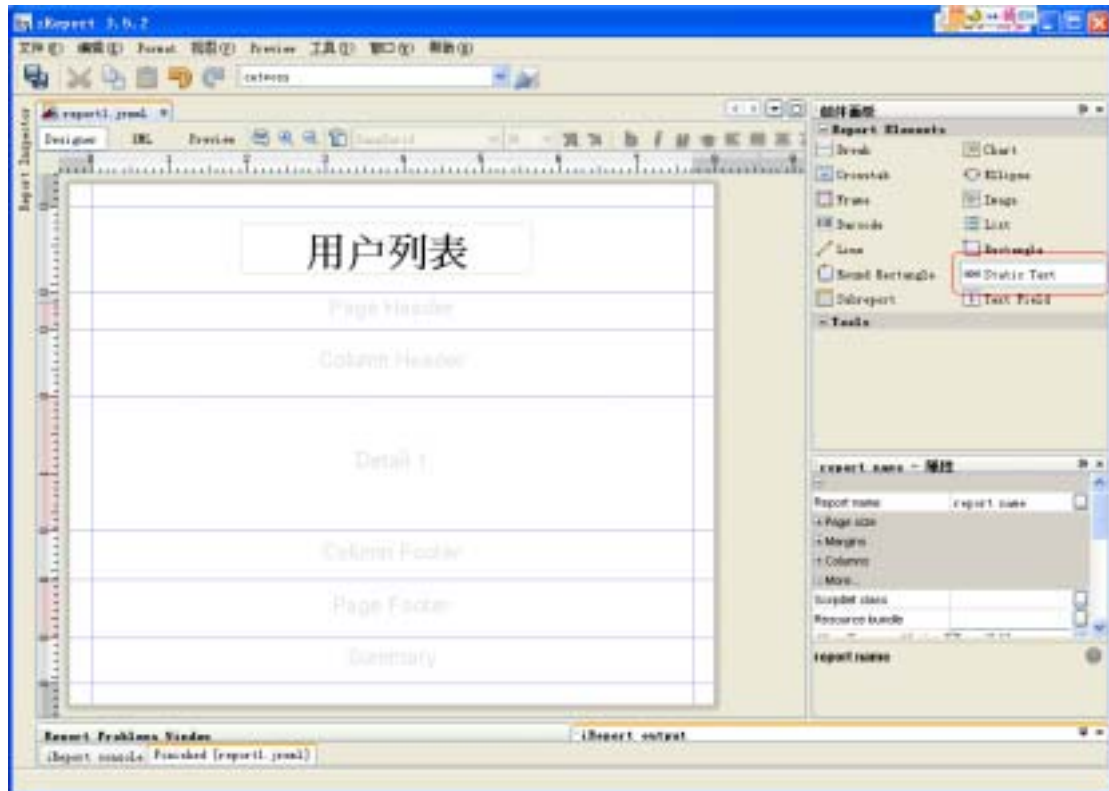 iReport 3.5.2
文件(F) 编辑(E) Format 视图(V) Preview 工具(T) 窗口(W) 帮助(H)
report1.jrxml
Designer XML Preview SansSerif
Report Inspector
用户列表
Page Header
Column Header
Detail 1
Column Footer
Page Footer
Summary
组件面板
Report Elements
Break Chart
Crosstab Ellipse
Frame Image
Barcode List
Line Rectangle
Round Rectangle Static Text
Subreport Text Field
Tools
report name - 属性
Report name report name
Page size
Margins
Columns
More...
Scriptlet class
Resource bundle
report name
Report Problems Window iReport output
iReport console Finished [report1.jrxml]